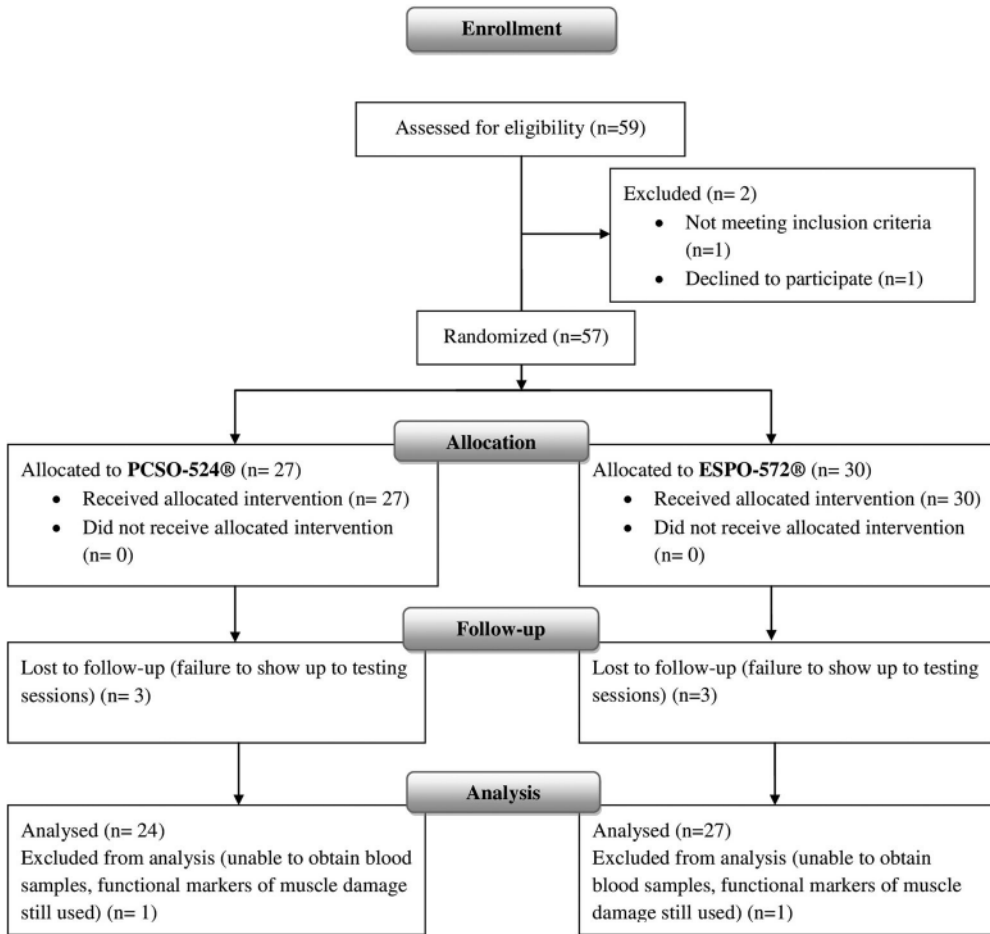 Enrollment
Assessed for eligibility (n=59)
Excluded (n= 2)
• Not meeting inclusion criteria
(n=1)
• Declined to participate (n=1)
Randomized (n=57)
Allocation
Allocated to PCSO-524® (n= 27)
• Received allocated intervention (n= 27)
• Did not receive allocated intervention
(n= 0)
Allocated to ESPO-572® (n= 30)
• Received allocated intervention (n= 30)
• Did not receive allocated intervention
(n= 0)
Follow-up
Lost to follow-up (failure to show up to testing
sessions) (n= 3)
Lost to follow-up (failure to show up to testing
sessions) (n=3)
Analysis
Analysed (n= 24)
Excluded from analysis (unable to obtain blood
samples, functional markers of muscle damage
still used) (n= 1)
Analysed (n=27)
Excluded from analysis (unable to obtain
blood samples, functional markers of muscle
damage still used) (n=1)